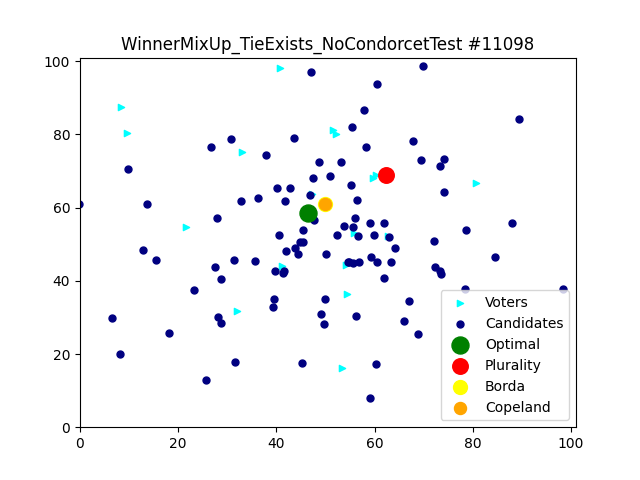 WinnerMixUp_TieExists_NoCondorcetTest #11098
100
80
60
40
20
0
0
20
40
60
80
100
Voters
Candidates
Optimal
Plurality
Borda
Copeland